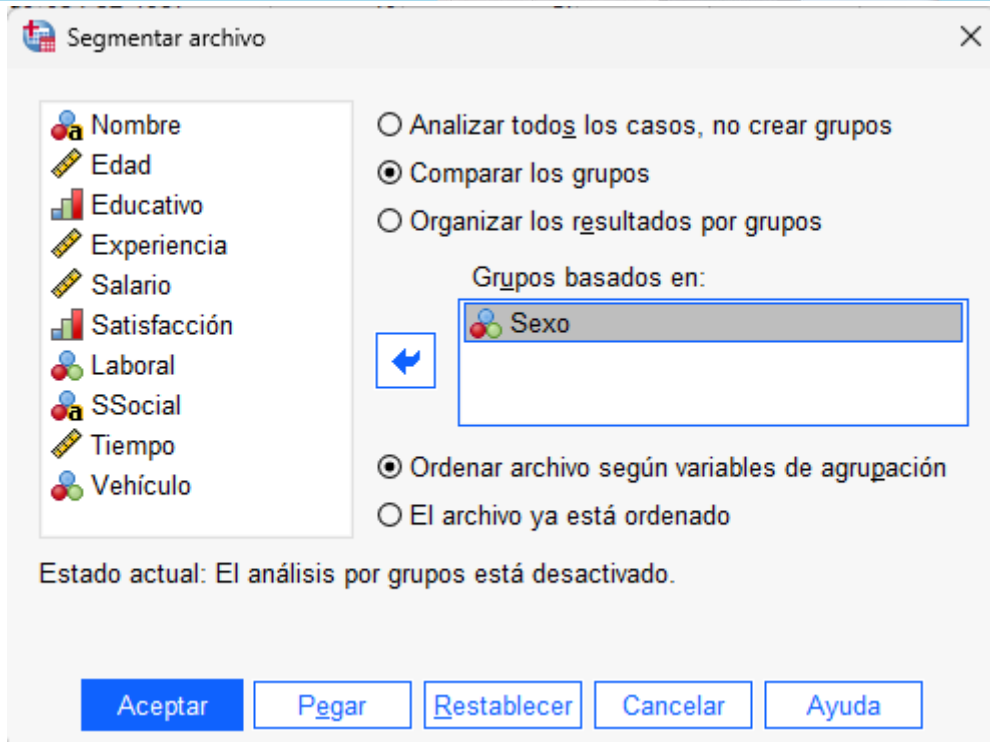 Segmentar archivo
Nombre
Edad
Educativo
Experiencia
Salario
Satisfacción
Laboral
SSocial
Tiempo
Vehículo
Analizar todos los casos, no crear grupos
Comparar los grupos
Organizar los resultados por grupos
Grupos basados en:
Sexo
Ordenar archivo según variables de agrupación
El archivo ya está ordenado
Estado actual: El análisis por grupos está desactivado.
Aceptar
Pegar
Restablecer
Cancelar
Ayuda